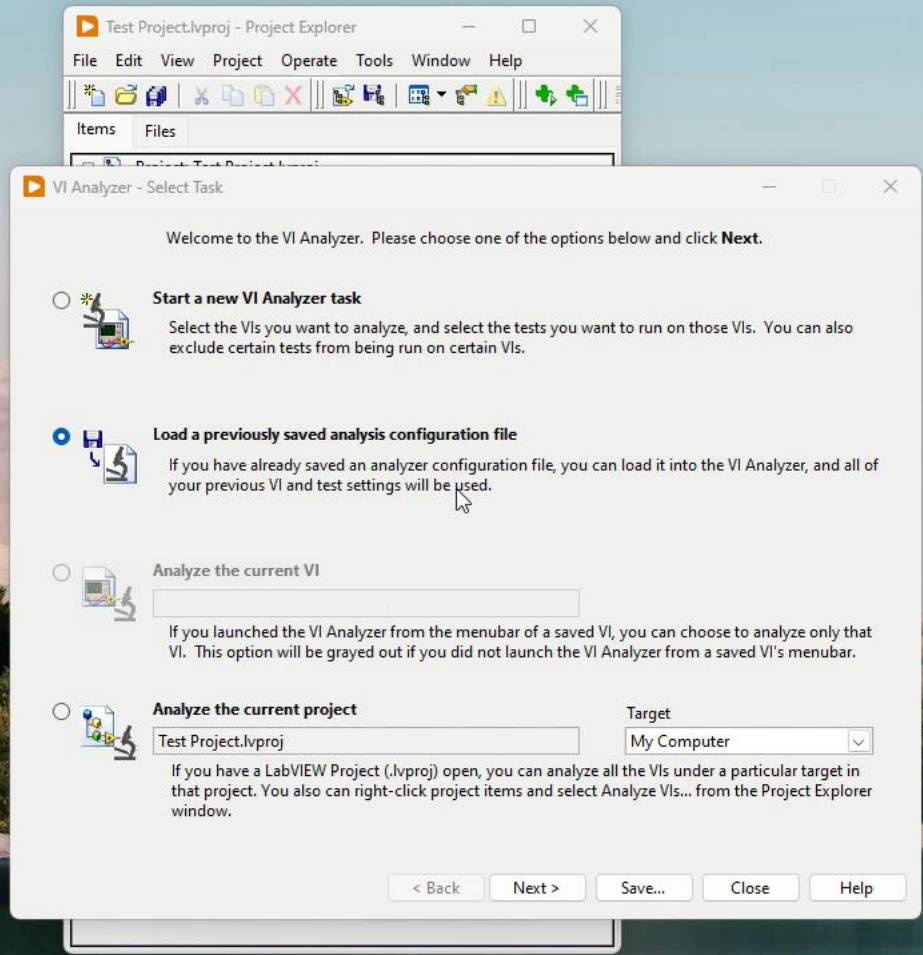 Test Project.lvproj - Project Explorer
File Edit View Project Operate Tools Window Help
Items Files
Project: Test Project.lvproj
VI Analyzer - Select Task
Welcome to the VI Analyzer. Please choose one of the options below and click Next.
Start a new VI Analyzer task
Select the VIs you want to analyze, and select the tests you want to run on those VIs. You can also
exclude certain tests from being run on certain VIs.
Load a previously saved analysis configuration file
If you have already saved an analyzer configuration file, you can load it into the VI Analyzer, and all of
your previous VI and test settings will be used.
Analyze the current VI
If you launched the VI Analyzer from the menubar of a saved VI, you can choose to analyze only that
VI. This option will be grayed out if you did not launch the VI Analyzer from a saved VI's menubar.
Analyze the current project
Target
Test Project.lvproj
My Computer
If you have a LabVIEW Project (.lvproj) open, you can analyze all the VIs under a particular target in
that project. You also can right-click project items and select Analyze VIs... from the Project Explorer
window.
< Back Next > Save... Close Help